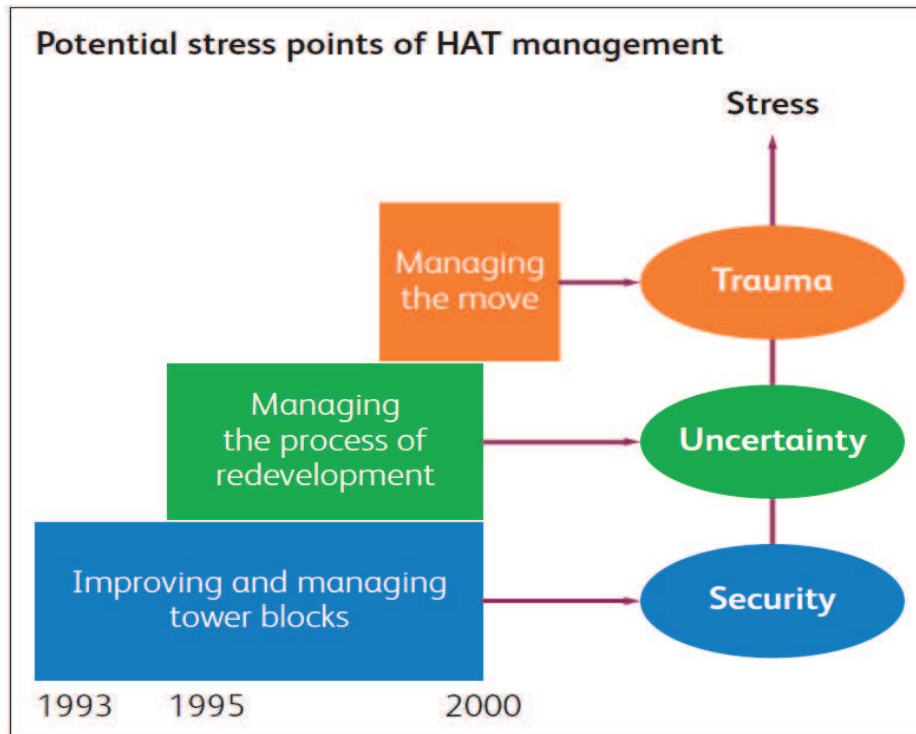 Potential stress points of HAT management
Stress
Managing
the move
Trauma
Managing
the process of
redevelopment
Uncertainty
Improving and managing
tower blocks
Security
1993 1995 2000